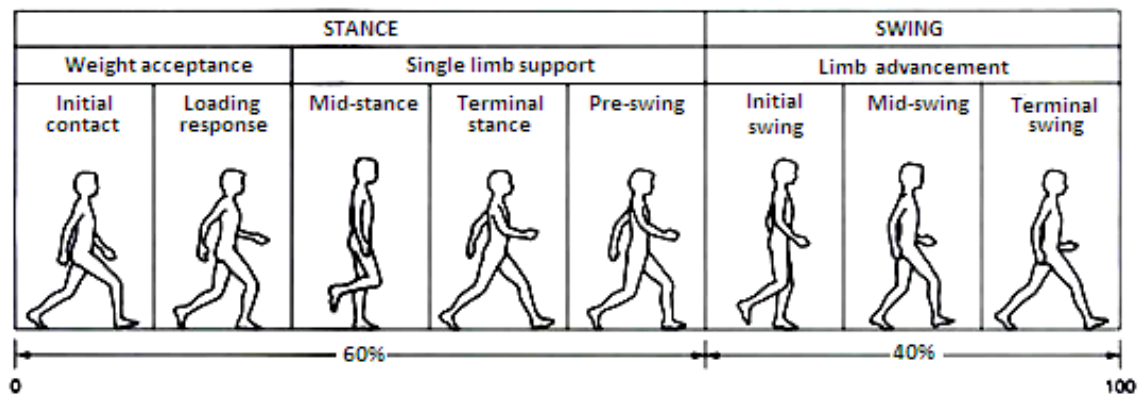 STANCE SWING
Weight acceptance Single limb support Limb advancement
Initial contact Loading response Mid-stance Terminal stance Pre-swing Initial swing Mid-swing Terminal swing
60% 40%
0 100